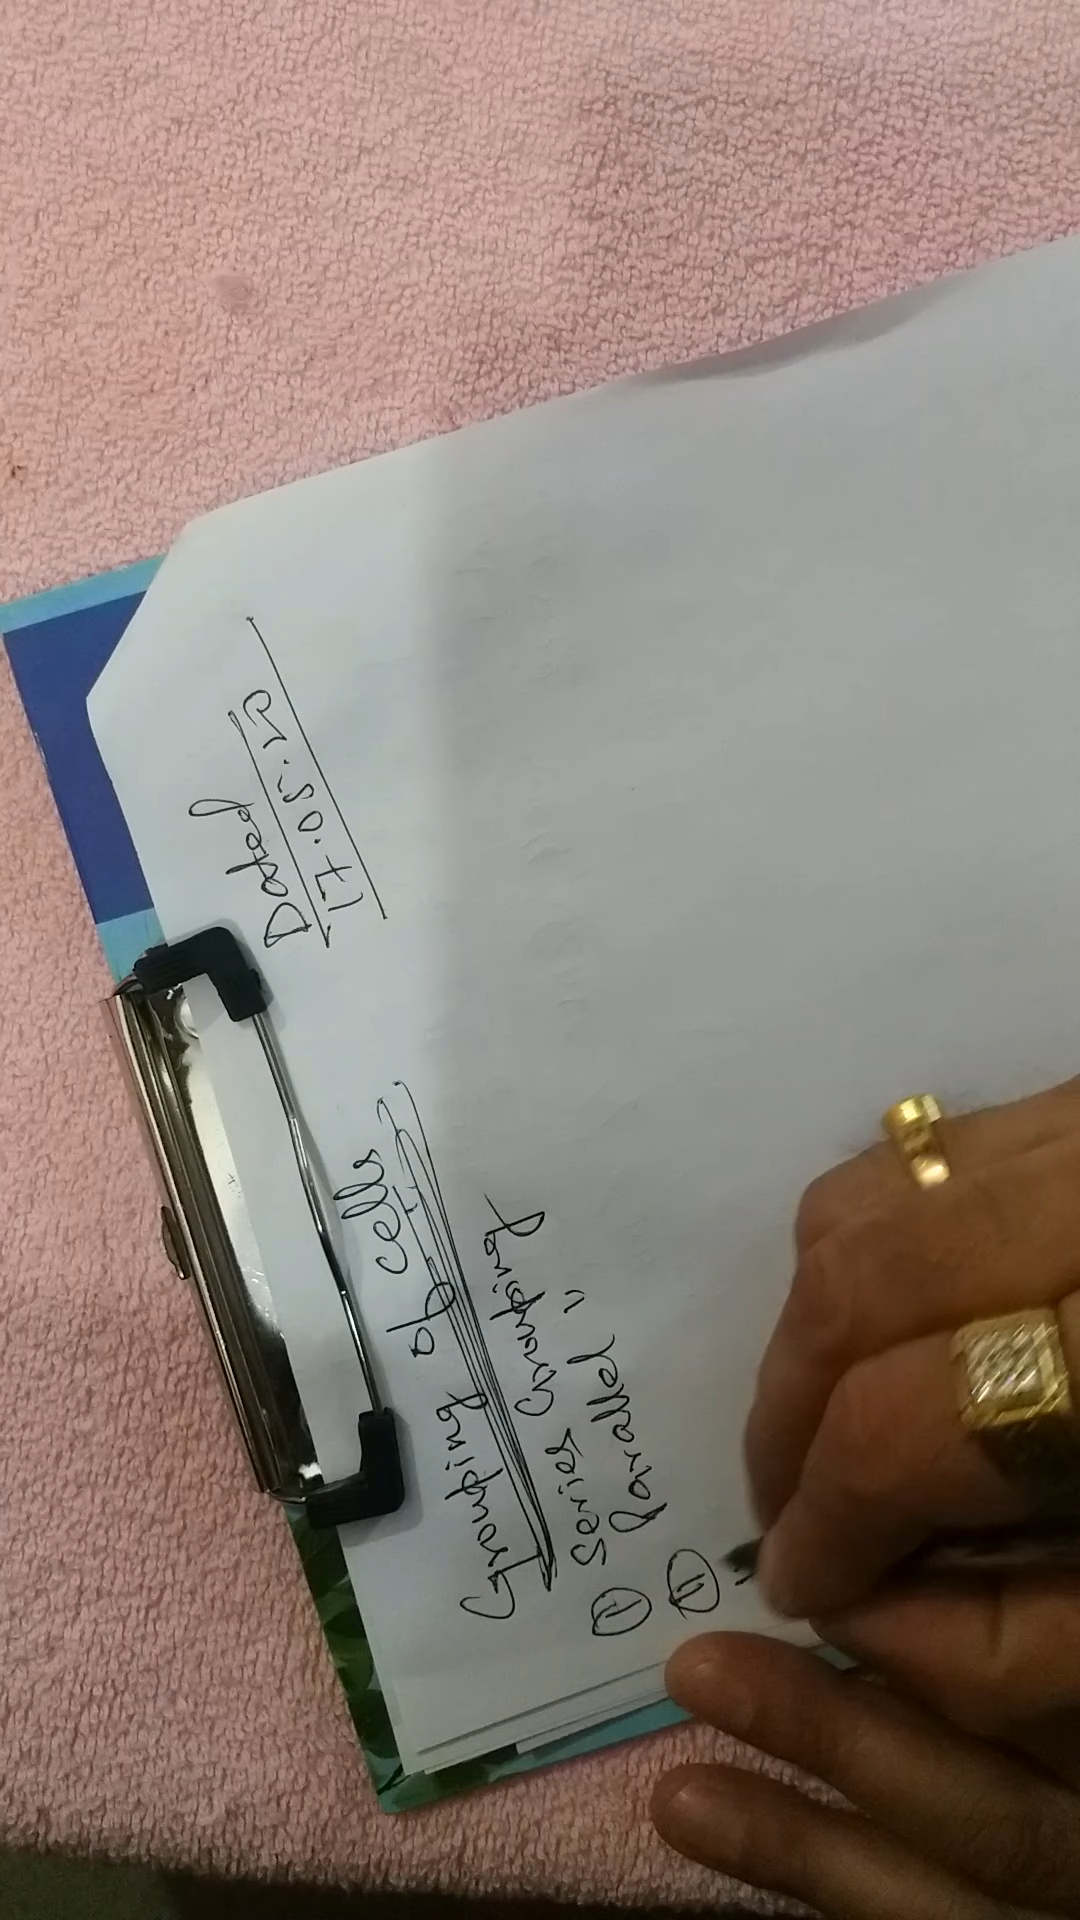 Dated
17.05.25
Grouping of cells
(I) Series Grouping
(II) Parallel "